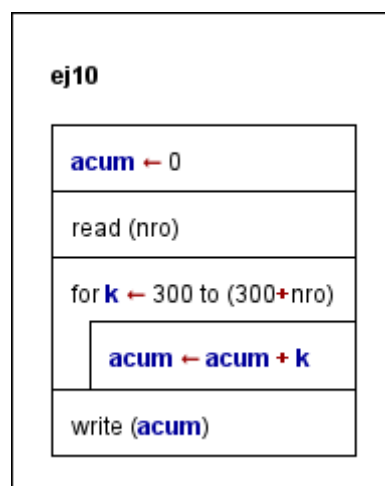 ej10
acum ← 0
read (nro)
for k ← 300 to (300+nro)
acum ← acum + k
write (acum)